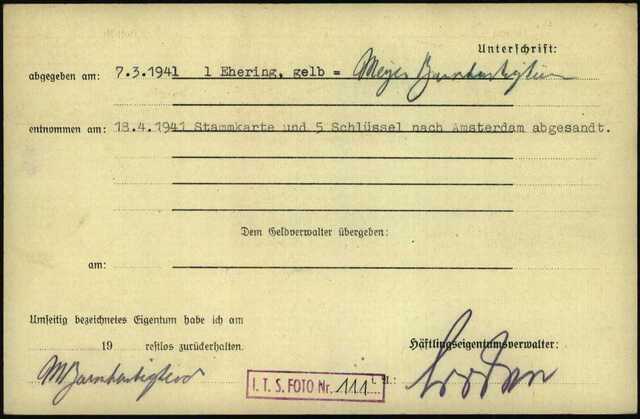 Unterschrift:
abgegeben am: 7.3.1941 1 Ehering, gelb = Meyer
entnommen am: 18.4.1941 Stammkarte und 5 Schlüssel nach Amsterdam abgesandt.
Dem Geldverwalter übergeben:
am:
Umseitig bezeichnetes Eigentum habe ich am
19 restlos zurückerhalten.
Häftlingseigentumsverwalter:
I. T. S. FOTO Nr. 111